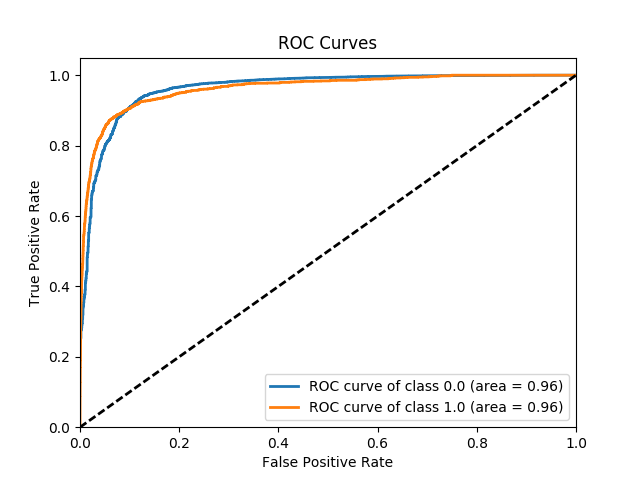 ROC Curves
1.0
0.8
0.6
0.4
0.2
0.0
True Positive Rate
ROC curve of class 0.0 (area = 0.96)
ROC curve of class 1.0 (area = 0.96)
0.0 0.2 0.4 0.6 0.8 1.0
False Positive Rate